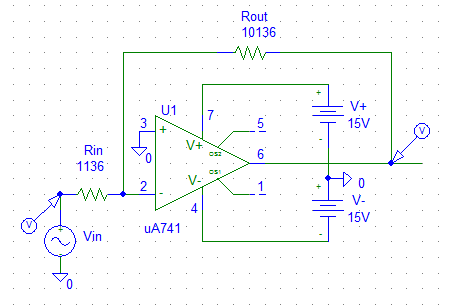 Rout
10136
U1
7
+
V+
15V
3
+
V+
OS2
5
V
0
Rin
1136
6
OS1
-
0
2
-
V-
1
+
V-
15V
4
uA741
-
V
+
Vin
0